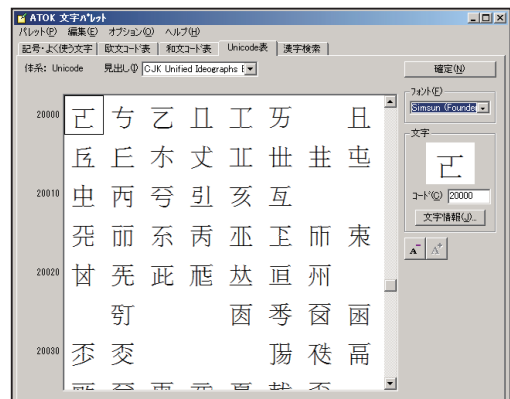 ATOK 文字パレット
パレット(P) 編集(E) オプション(O) ヘルプ(H)
記号・よく使う文字 欧文コード表 和文コード表 Unicode表 漢字検索
体系: Unicode 見出し(I) CJK Unified Ideographs E 確定(N)
フォント(F)
Simsun (Founde
文字
𠀀
コード(C) 20000
文字情報(J)...
A- A+
20000 𠀀 𠀁 𠀂 𠀃 𠀄 𠀅 𠀇
𠀈 𠀉 𠀊 𠀋 𠀌 𠀍 𠀎 𠀏
20010 𠀐 𠀑 𠀒 𠀓 𠀔 𠀕
𠀘 𠀙 𠀚 𠀛 𠀜 𠀝 𠀞 𠀟
20020 𠀠 𠀡 𠀢 𠀣 𠀤 𠀥 𠀦
𠀩 𠀬 𠀭 𠀮 𠀯
20030 𠀰 𠀱 𠀵 𠀶 𠀷